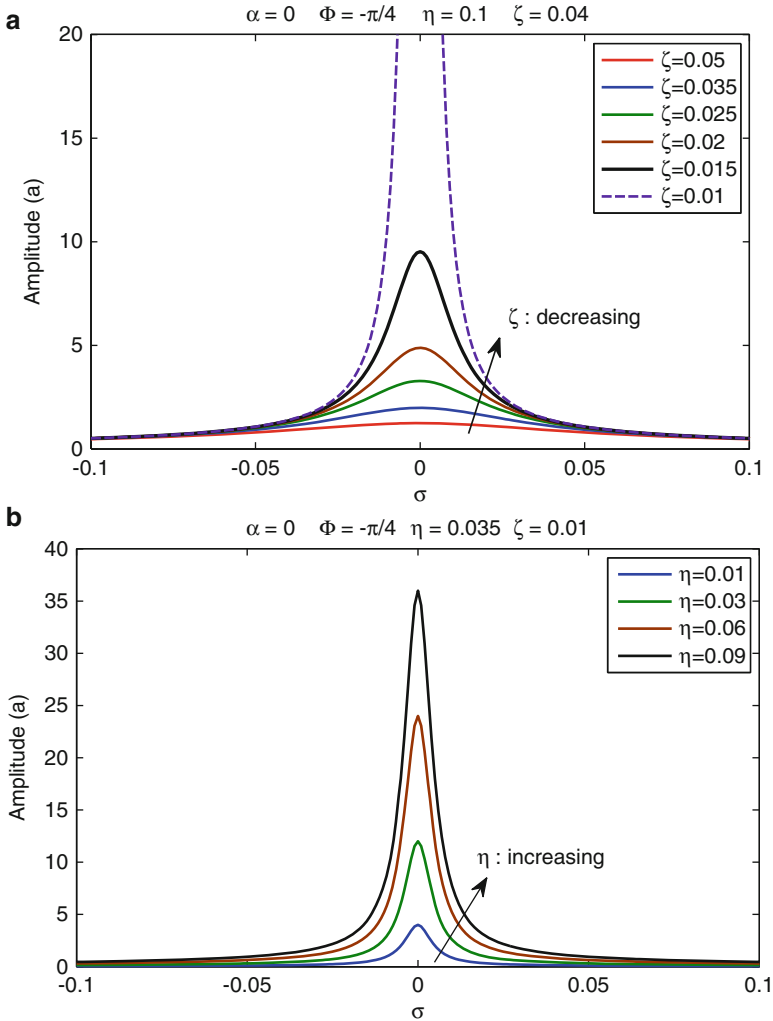 a
α = 0 Φ = -π/4 η = 0.1 ζ = 0.04
20
15
10
5
0
Amplitude (a)
ζ=0.05
ζ=0.035
ζ=0.025
ζ=0.02
ζ=0.015
ζ=0.01
ζ : decreasing
-0.1 -0.05 0 0.05 0.1
σ
b
α = 0 Φ = -π/4 η = 0.035 ζ = 0.01
40
35
30
25
20
15
10
5
0
Amplitude (a)
η=0.01
η=0.03
η=0.06
η=0.09
η : increasing
-0.1 -0.05 0 0.05 0.1
σ